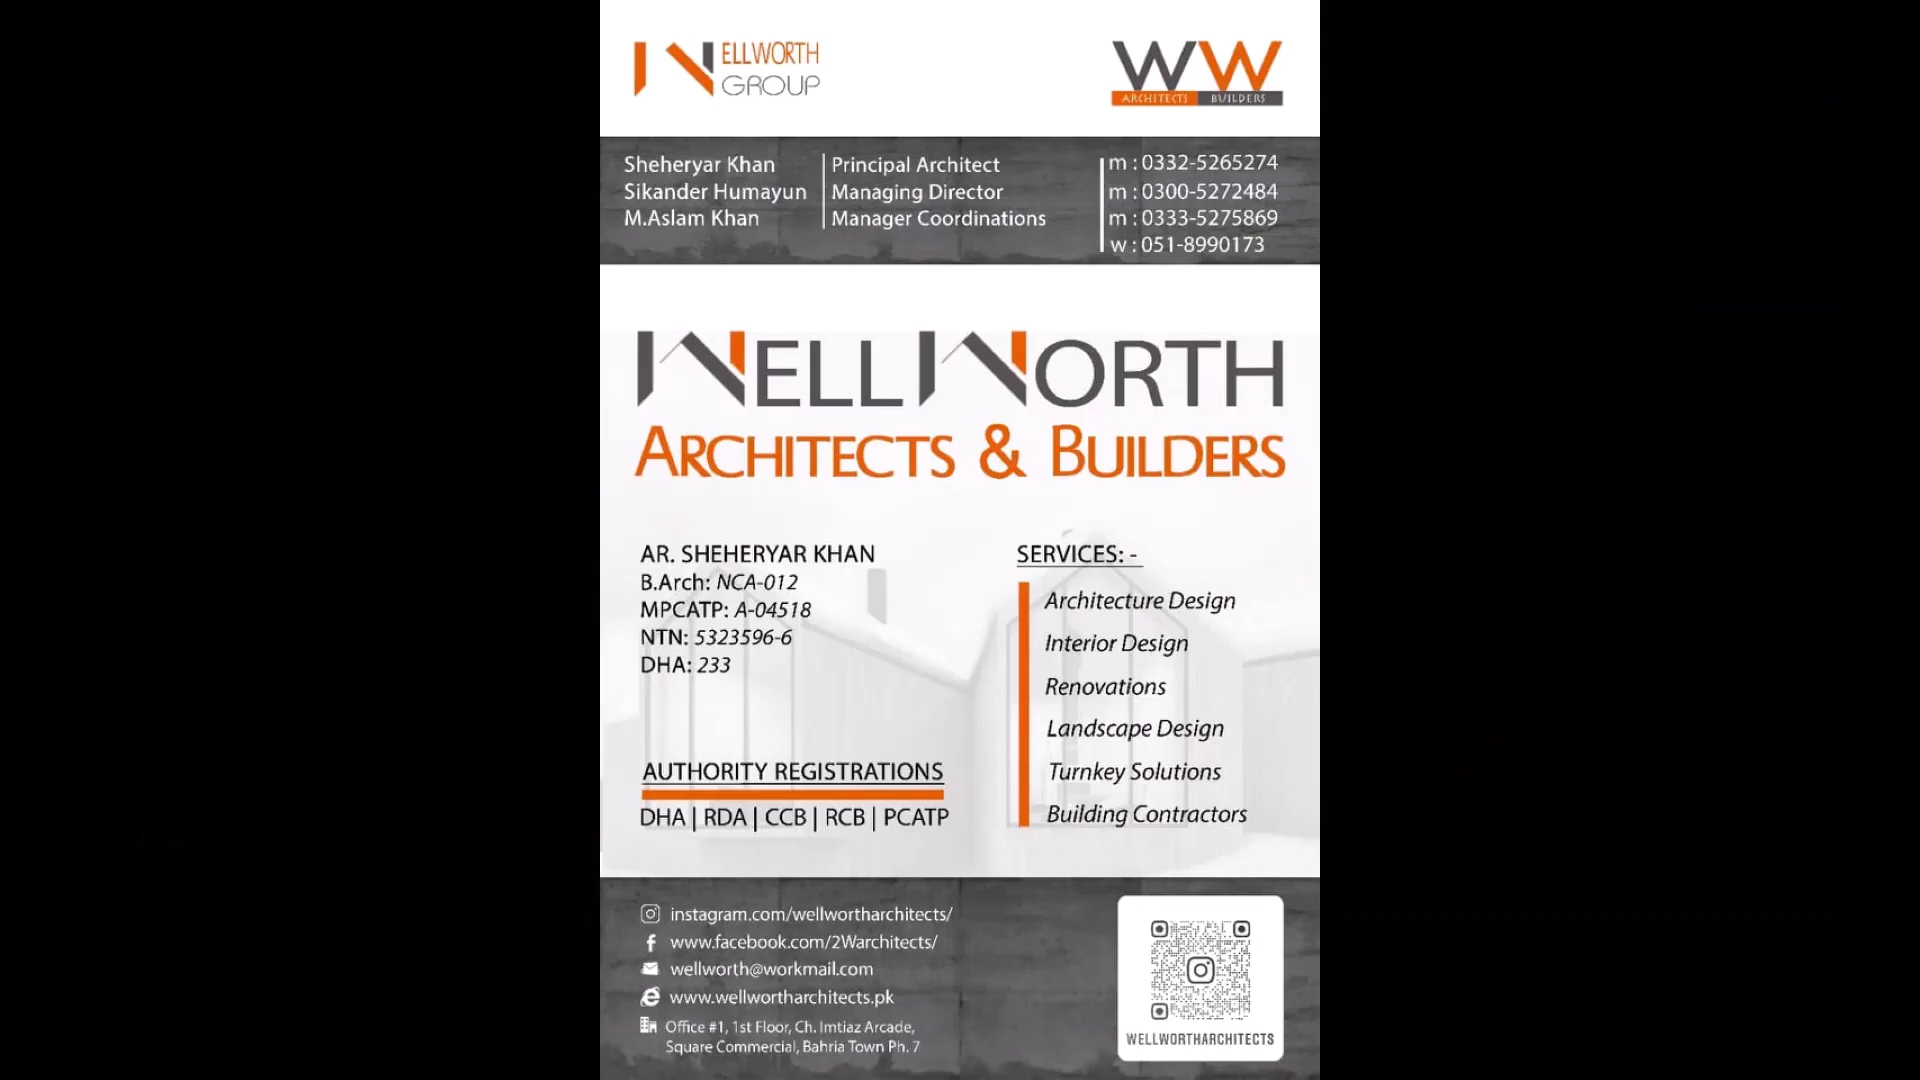 WELLWORTH
GROUP
WW
ARCHITECTS BUILDERS
Sheheryar Khan
Sikander Humayun
M.Aslam Khan
Principal Architect
Managing Director
Manager Coordinations
m : 0332-5265274
m : 0300-5272484
m : 0333-5275869
w : 051-8990173
WELLWORTH
ARCHITECTS & BUILDERS
AR. SHEHERYAR KHAN
B.Arch: NCA-012
MPCATP: A-04518
NTN: 5323596-6
DHA: 233
AUTHORITY REGISTRATIONS
DHA | RDA | CCB | RCB | PCATP
SERVICES: -
Architecture Design
Interior Design
Renovations
Landscape Design
Turnkey Solutions
Building Contractors
instagram.com/wellwortharchitects/
www.facebook.com/2Warchitects/
wellworth@workmail.com
www.wellwortharchitects.pk
Office #1, 1st Floor, Ch. Imtiaz Arcade,
Square Commercial, Bahria Town Ph. 7
WELLWORTHARCHITECTS